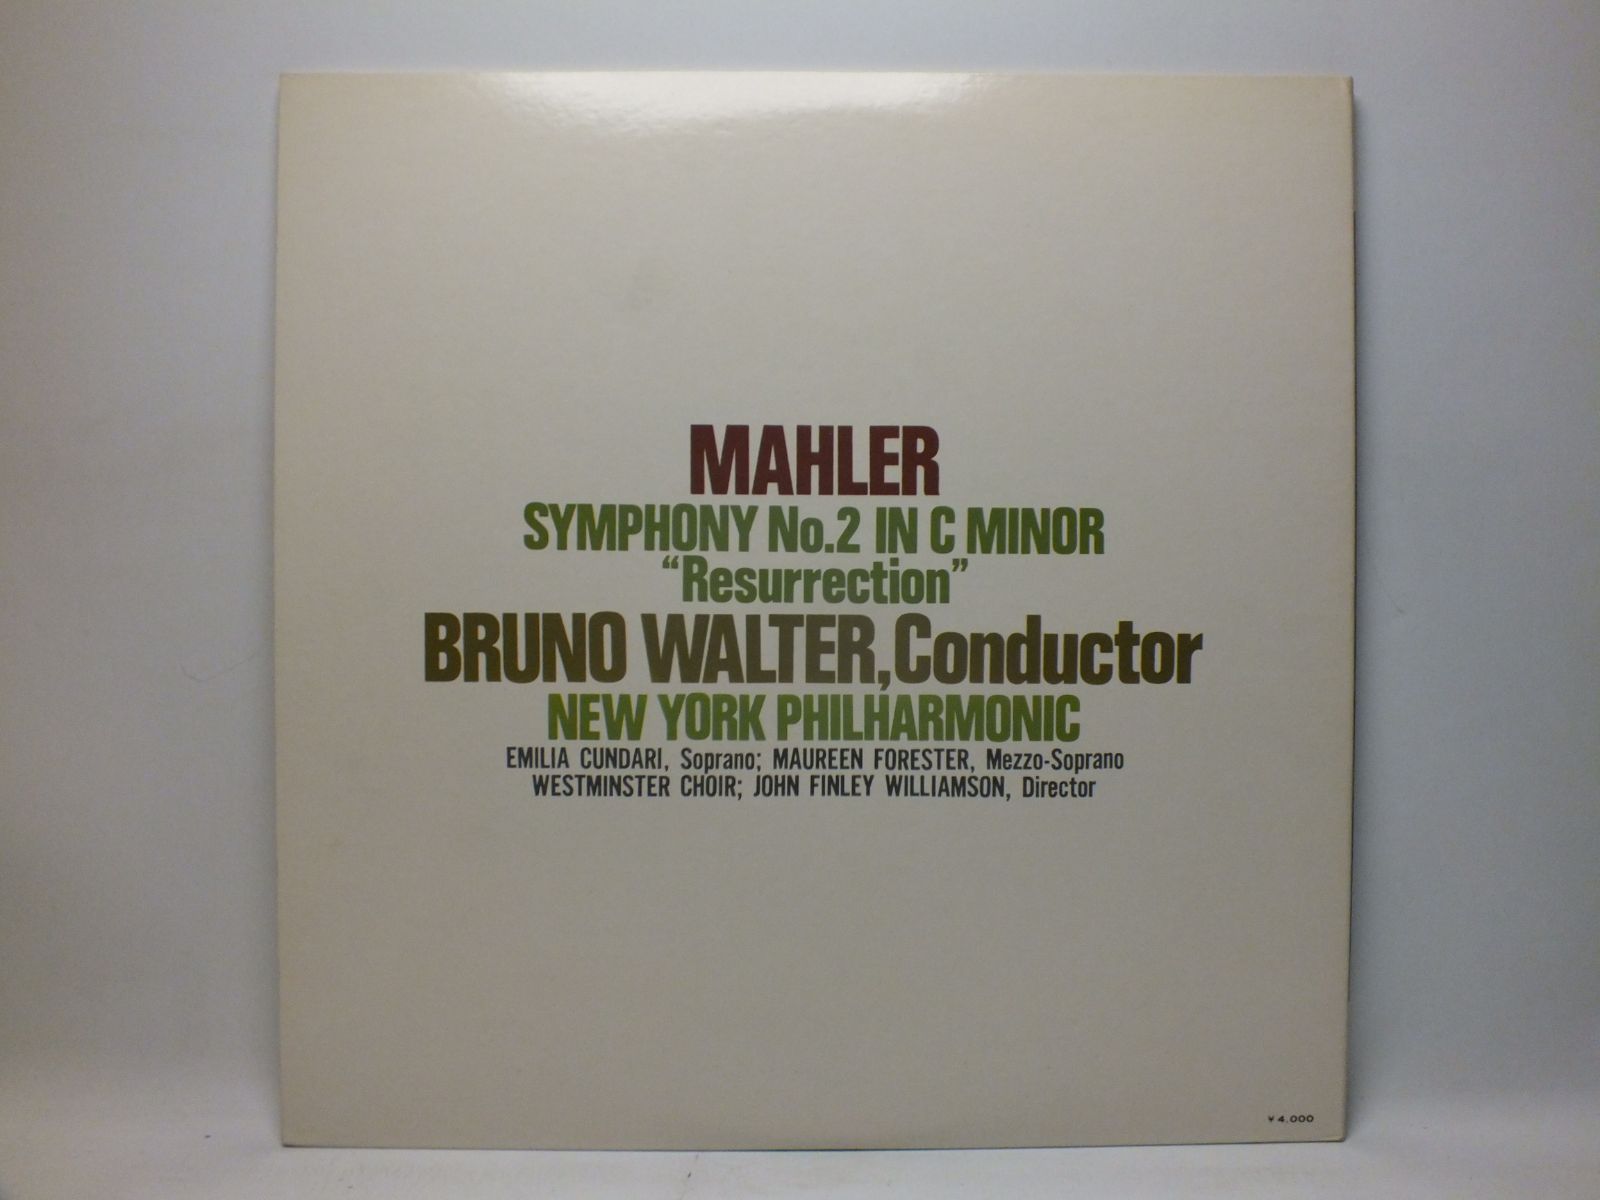 MAHLER
SYMPHONY No.2 IN C MINOR
“Resurrection”
BRUNO WALTER,Conductor
NEW YORK PHILHARMONIC
EMILIA CUNDARI, Soprano; MAUREEN FORESTER, Mezzo-Soprano
WESTMINSTER CHOIR; JOHN FINLEY WILLIAMSON, Director
¥4,000